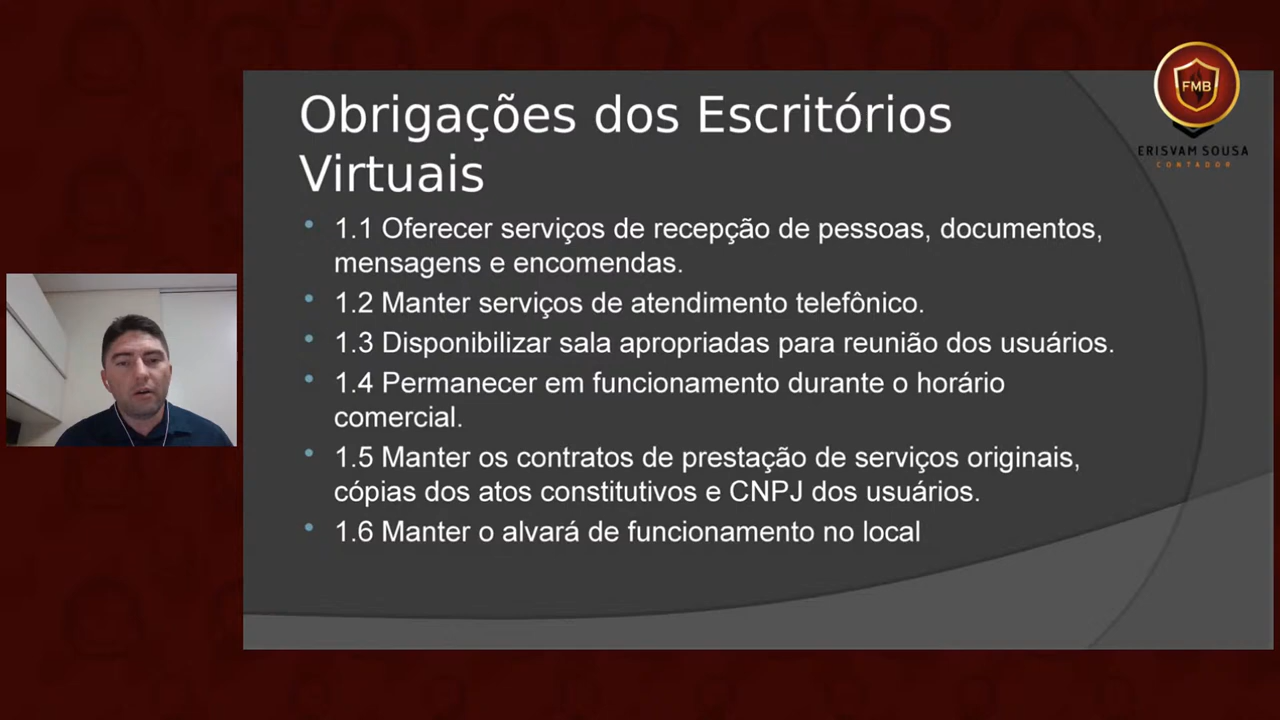 FMB
ERISVAM SOUSA
CONTADOR
Obrigações dos Escritórios
Virtuais
1.1 Oferecer serviços de recepção de pessoas, documentos,
mensagens e encomendas.
1.2 Manter serviços de atendimento telefônico.
1.3 Disponibilizar sala apropriadas para reunião dos usuários.
1.4 Permanecer em funcionamento durante o horário
comercial.
1.5 Manter os contratos de prestação de serviços originais,
cópias dos atos constitutivos e CNPJ dos usuários.
1.6 Manter o alvará de funcionamento no local